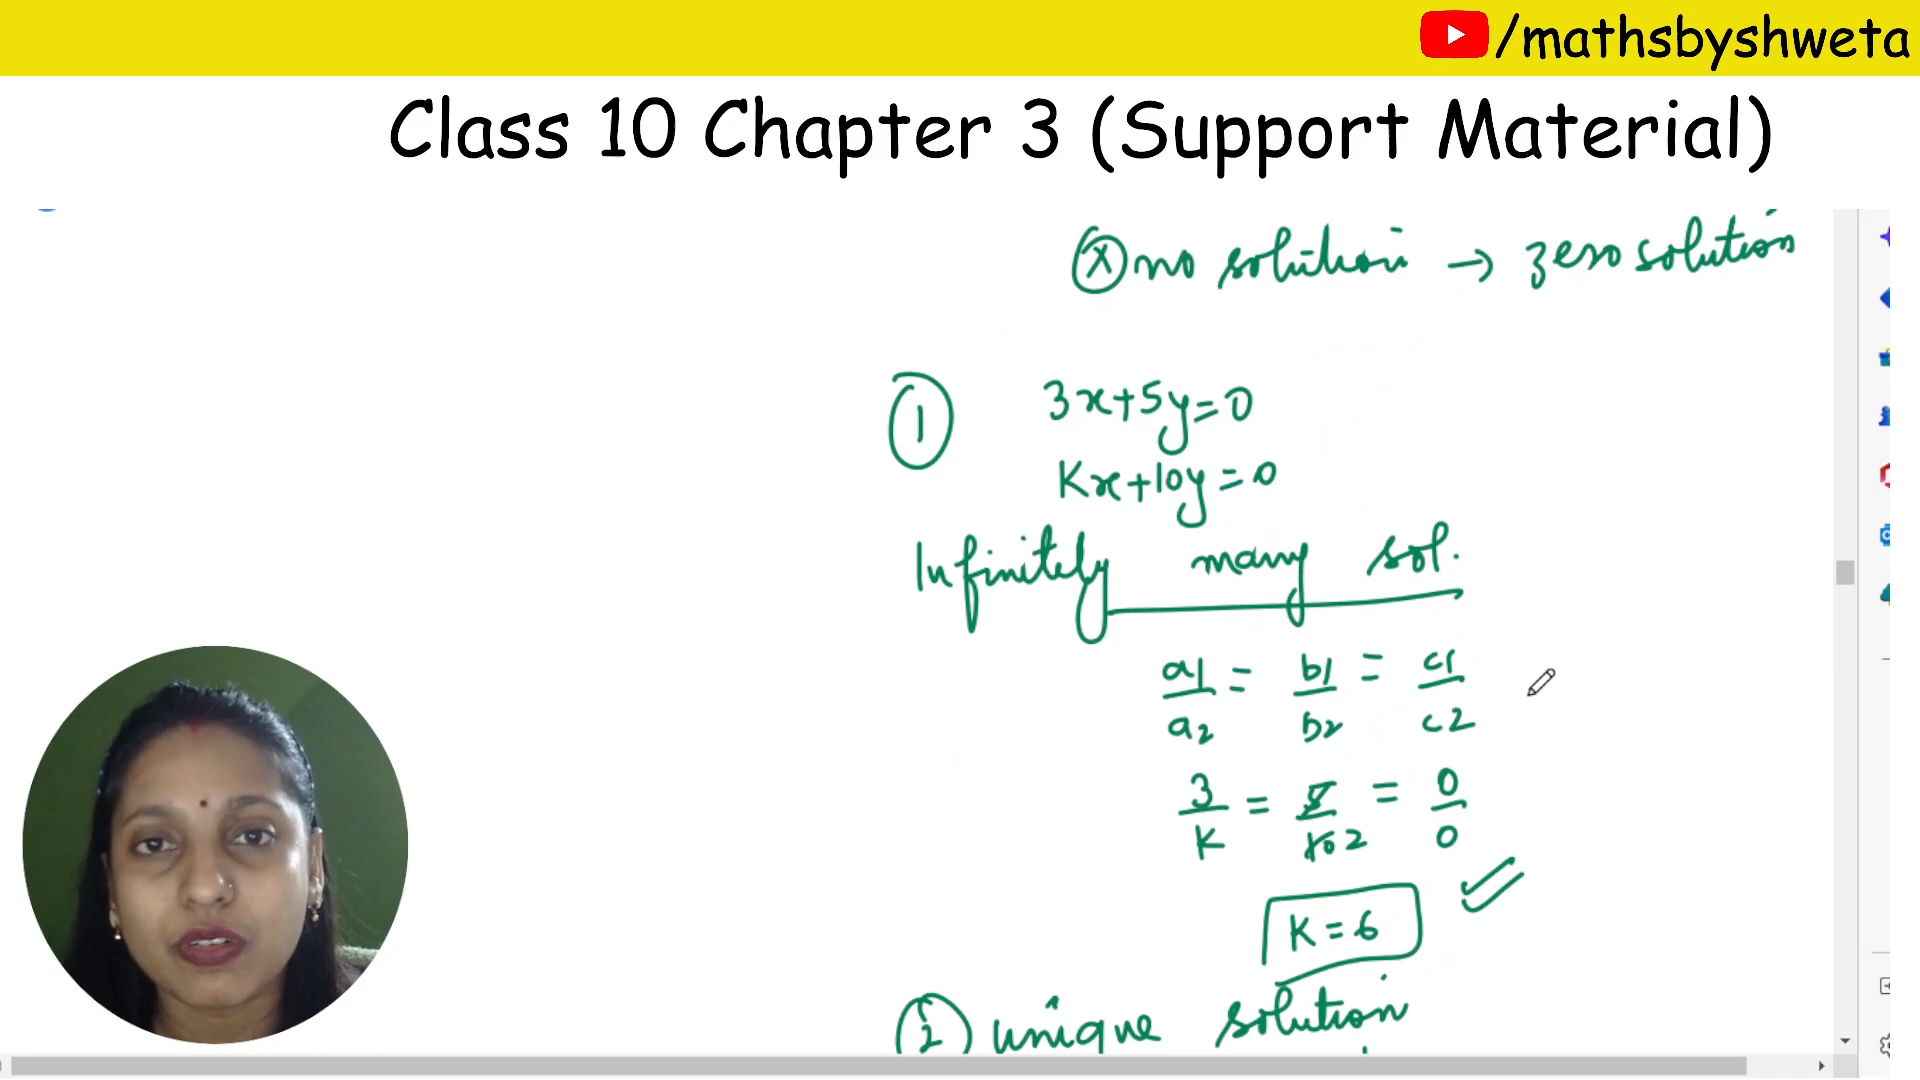 /mathsbyshweta
Class 10 Chapter 3 (Support Material)
x no solution → zero solution
1 3x+5y=0
Kx+10y=0
Infinitely many sol.
a1/a2 = b1/b2 = c1/c2
3/K = 5/10 2 = 0/0
K=6
2 unique solution